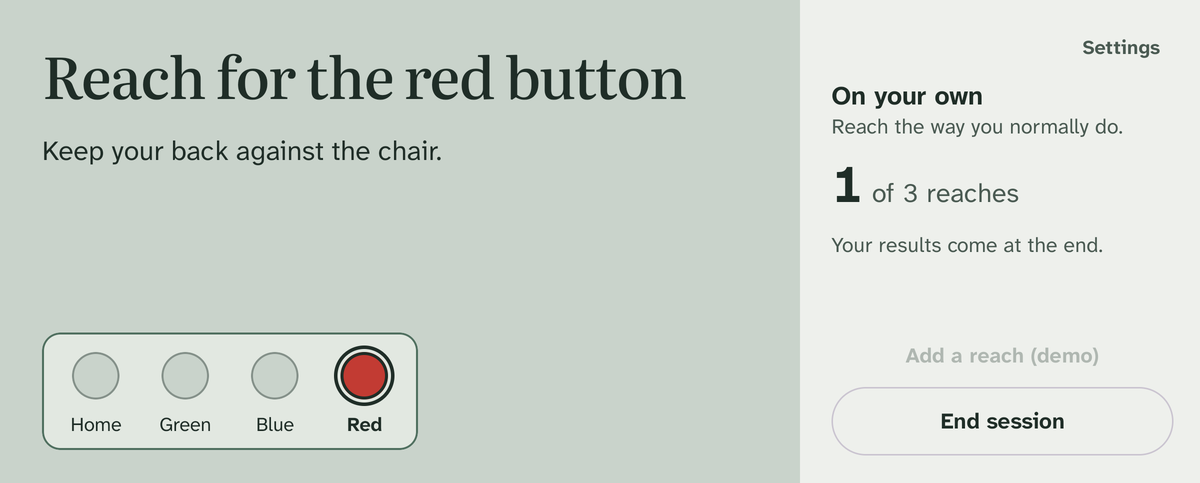 Reach for the red button
Keep your back against the chair.
Home Green Blue Red
Settings
On your own
Reach the way you normally do.
1 of 3 reaches
Your results come at the end.
Add a reach (demo)
End session